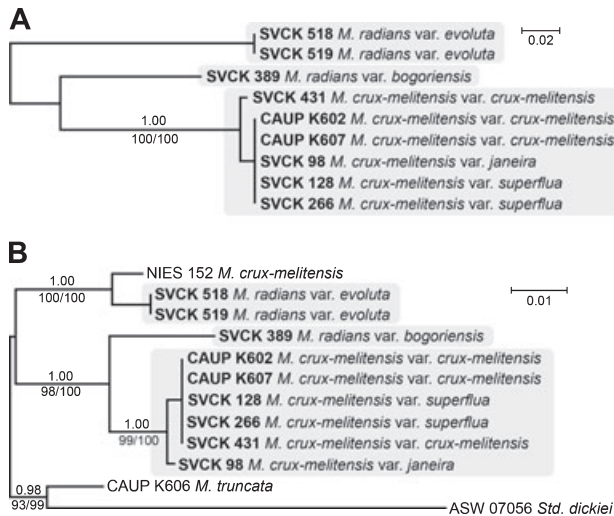 A
SVCK 518 M. radians var. evoluta
0.02
SVCK 519 M. radians var. evoluta
SVCK 389 M. radians var. bogoriensis
SVCK 431 M. crux-melitensis var. crux-melitensis
1.00
100/100
CAUP K602 M. crux-melitensis var. crux-melitensis
CAUP K607 M. crux-melitensis var. crux-melitensis
SVCK 98 M. crux-melitensis var. janeira
SVCK 128 M. crux-melitensis var. superflua
SVCK 266 M. crux-melitensis var. superflua
B
NIES 152 M. crux-melitensis
1.00
100/100
0.01
SVCK 518 M. radians var. evoluta
SVCK 519 M. radians var. evoluta
SVCK 389 M. radians var. bogoriensis
CAUP K602 M. crux-melitensis var. crux-melitensis
1.00
98/100
CAUP K607 M. crux-melitensis var. crux-melitensis
SVCK 128 M. crux-melitensis var. superflua
1.00
99/100
SVCK 266 M. crux-melitensis var. superflua
SVCK 431 M. crux-melitensis var. crux-melitensis
SVCK 98 M. crux-melitensis var. janeira
0.98
93/99
CAUP K606 M. truncata
ASW 07056 Std. dickiei